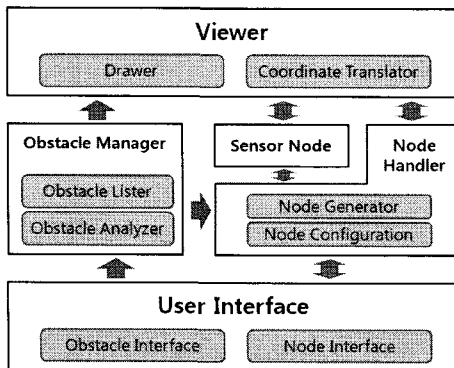 Viewer
Drawer
Coordinate Translator
Obstacle Manager
Obstacle Lister
Obstacle Analyzer
Sensor Node
Node
Handler
Node Generator
Node Configuration
User Interface
Obstacle Interface
Node Interface